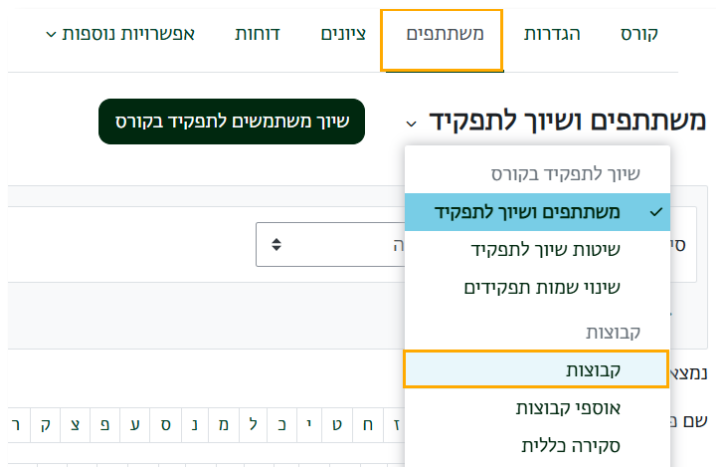 קורס הגדרות משתתפים ציונים דוחות אפשרויות נוספות
משתתפים ושיוך לתפקיד
שיוך משתמשים לתפקיד בקורס
שיוך לתפקיד בקורס
משתתפים ושיוך לתפקיד
שיטות שיוך לתפקיד
שינוי שמות תפקידים
קבוצות
קבוצות
אוספי קבוצות
סקירה כללית
ז ח ט י כ ל מ נ ס ע פ צ ק ר
שם